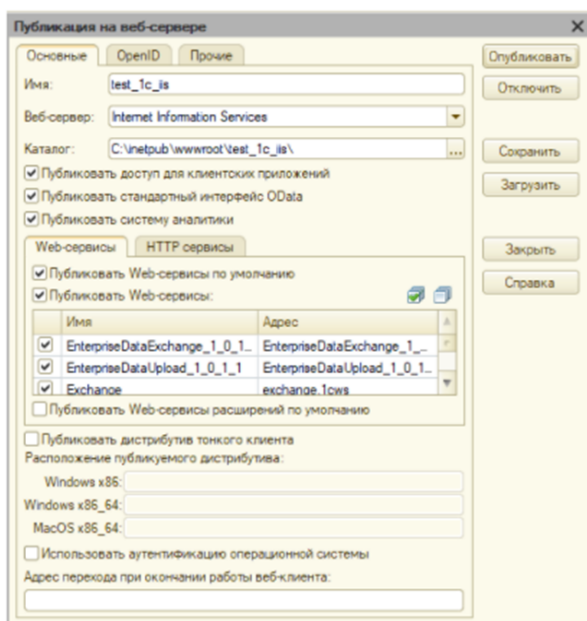 Публикация на веб-сервере
Основные OpenID Прочие
Опубликовать
Имя: test_1c_iis
Отключить
Веб-сервер: Internet Information Services
Каталог: C:\inetpub\wwwroot\test_1c_iis\ ...
Сохранить
Публиковать доступ для клиентских приложений
Загрузить
Публиковать стандартный интерфейс OData
Публиковать систему аналитики
Web-сервисы HTTP сервисы
Закрыть
Публиковать Web-сервисы по умолчанию
Справка
Публиковать Web-сервисы:
Имя Адрес
EnterpriseDataExchange_1_0_1... EnterpriseDataExchange_1_...
EnterpriseDataUpload_1_0_1_1 EnterpriseDataUpload_1_0_1...
Exchange exchange.1cws
Публиковать Web-сервисы расширений по умолчанию
Публиковать дистрибутив тонкого клиента
Расположение публикуемого дистрибутива:
Windows x86:
Windows x86_64:
MacOS x86_64:
Использовать аутентификацию операционной системы
Адрес перехода при окончании работы веб-клиента: